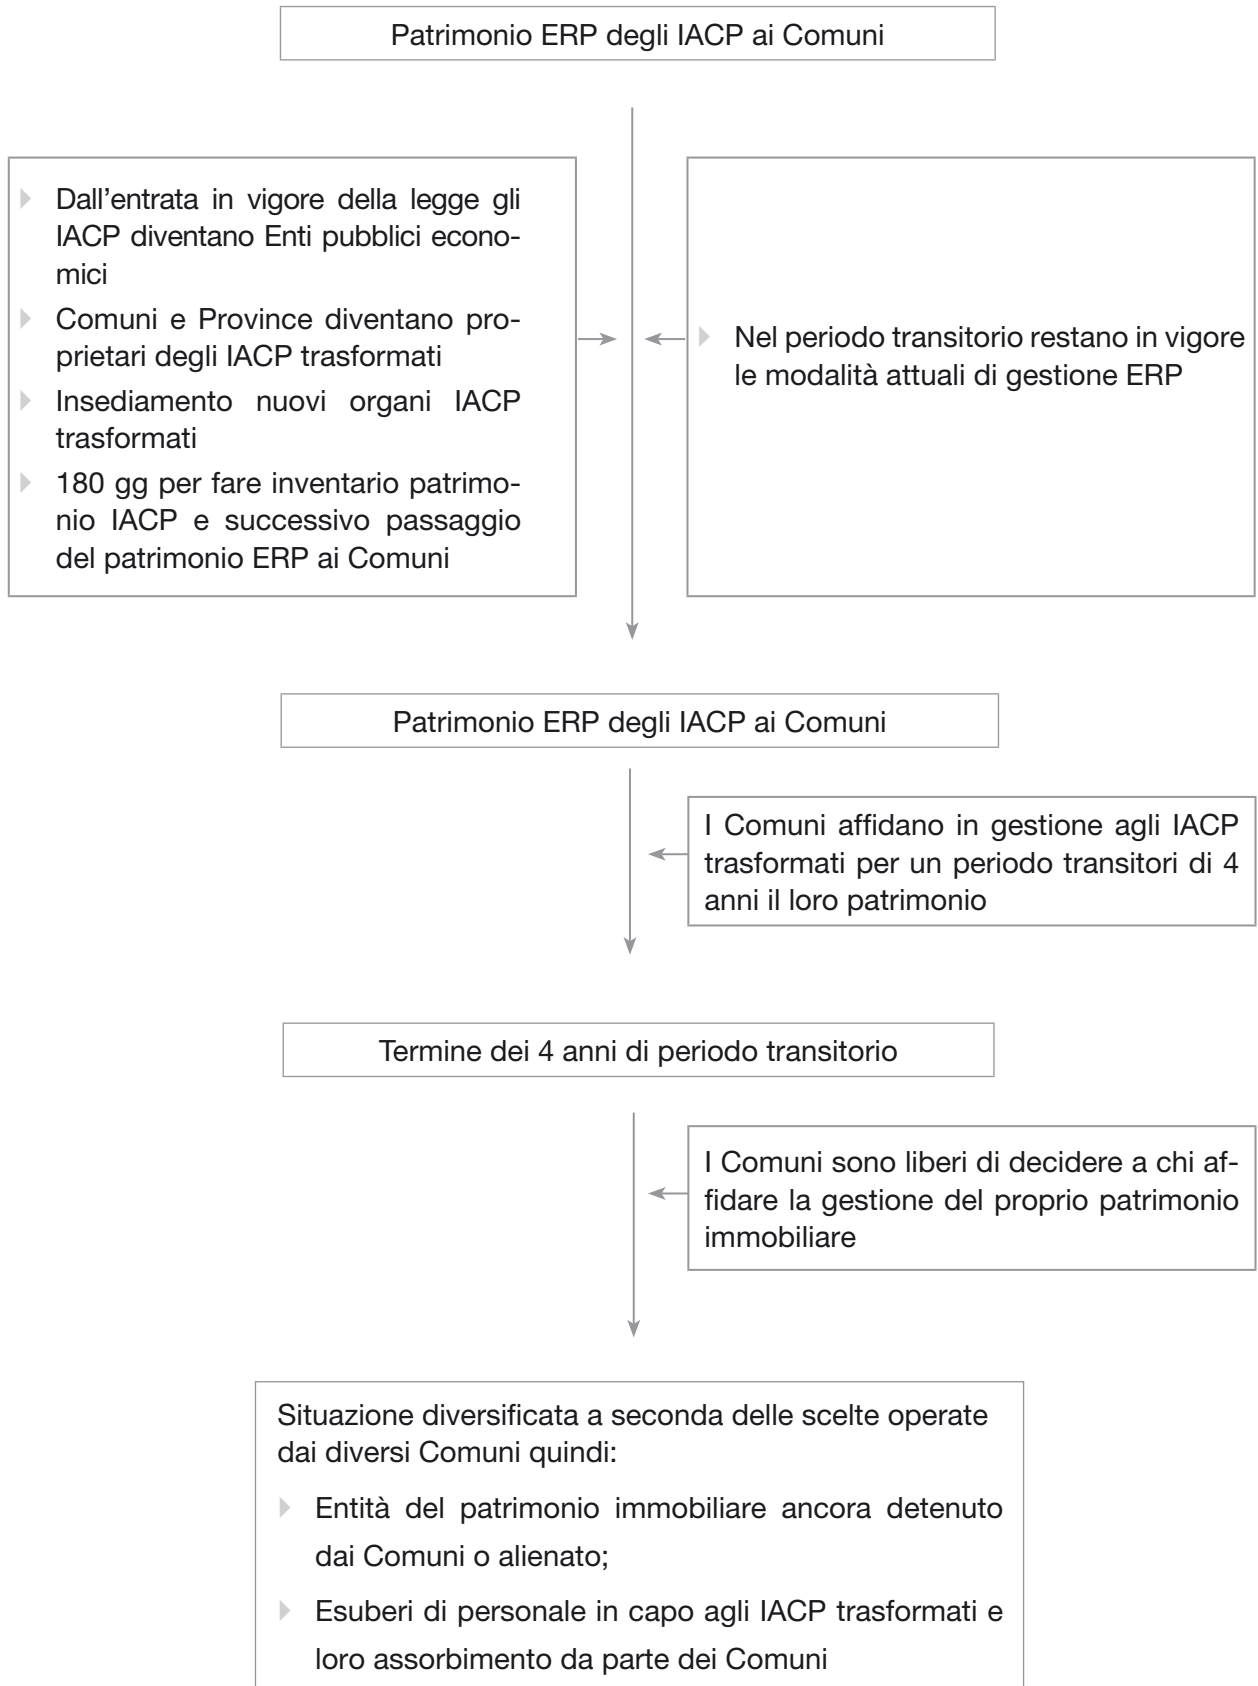 Patrimonio ERP degli IACP ai Comuni
Dall'entrata in vigore della legge gli
IACP diventano Enti pubblici econo-
mici
Comuni e Province diventano pro-
prietari degli IACP trasformati
Insediamento nuovi organi IACP
trasformati
180 gg per fare inventario patrimo-
nio IACP e successivo passaggio
del patrimonio ERP ai Comuni
Nel periodo transitorio restano in vigore
le modalità attuali di gestione ERP
Patrimonio ERP degli IACP ai Comuni
I Comuni affidano in gestione agli IACP
trasformati per un periodo transitori di 4
anni il loro patrimonio
Termine dei 4 anni di periodo transitorio
I Comuni sono liberi di decidere a chi af-
fidare la gestione del proprio patrimonio
immobiliare
Situazione diversificata a seconda delle scelte operate
dai diversi Comuni quindi:
Entità del patrimonio immobiliare ancora detenuto
dai Comuni o alienato;
Esuberi di personale in capo agli IACP trasformati e
loro assorbimento da parte dei Comuni